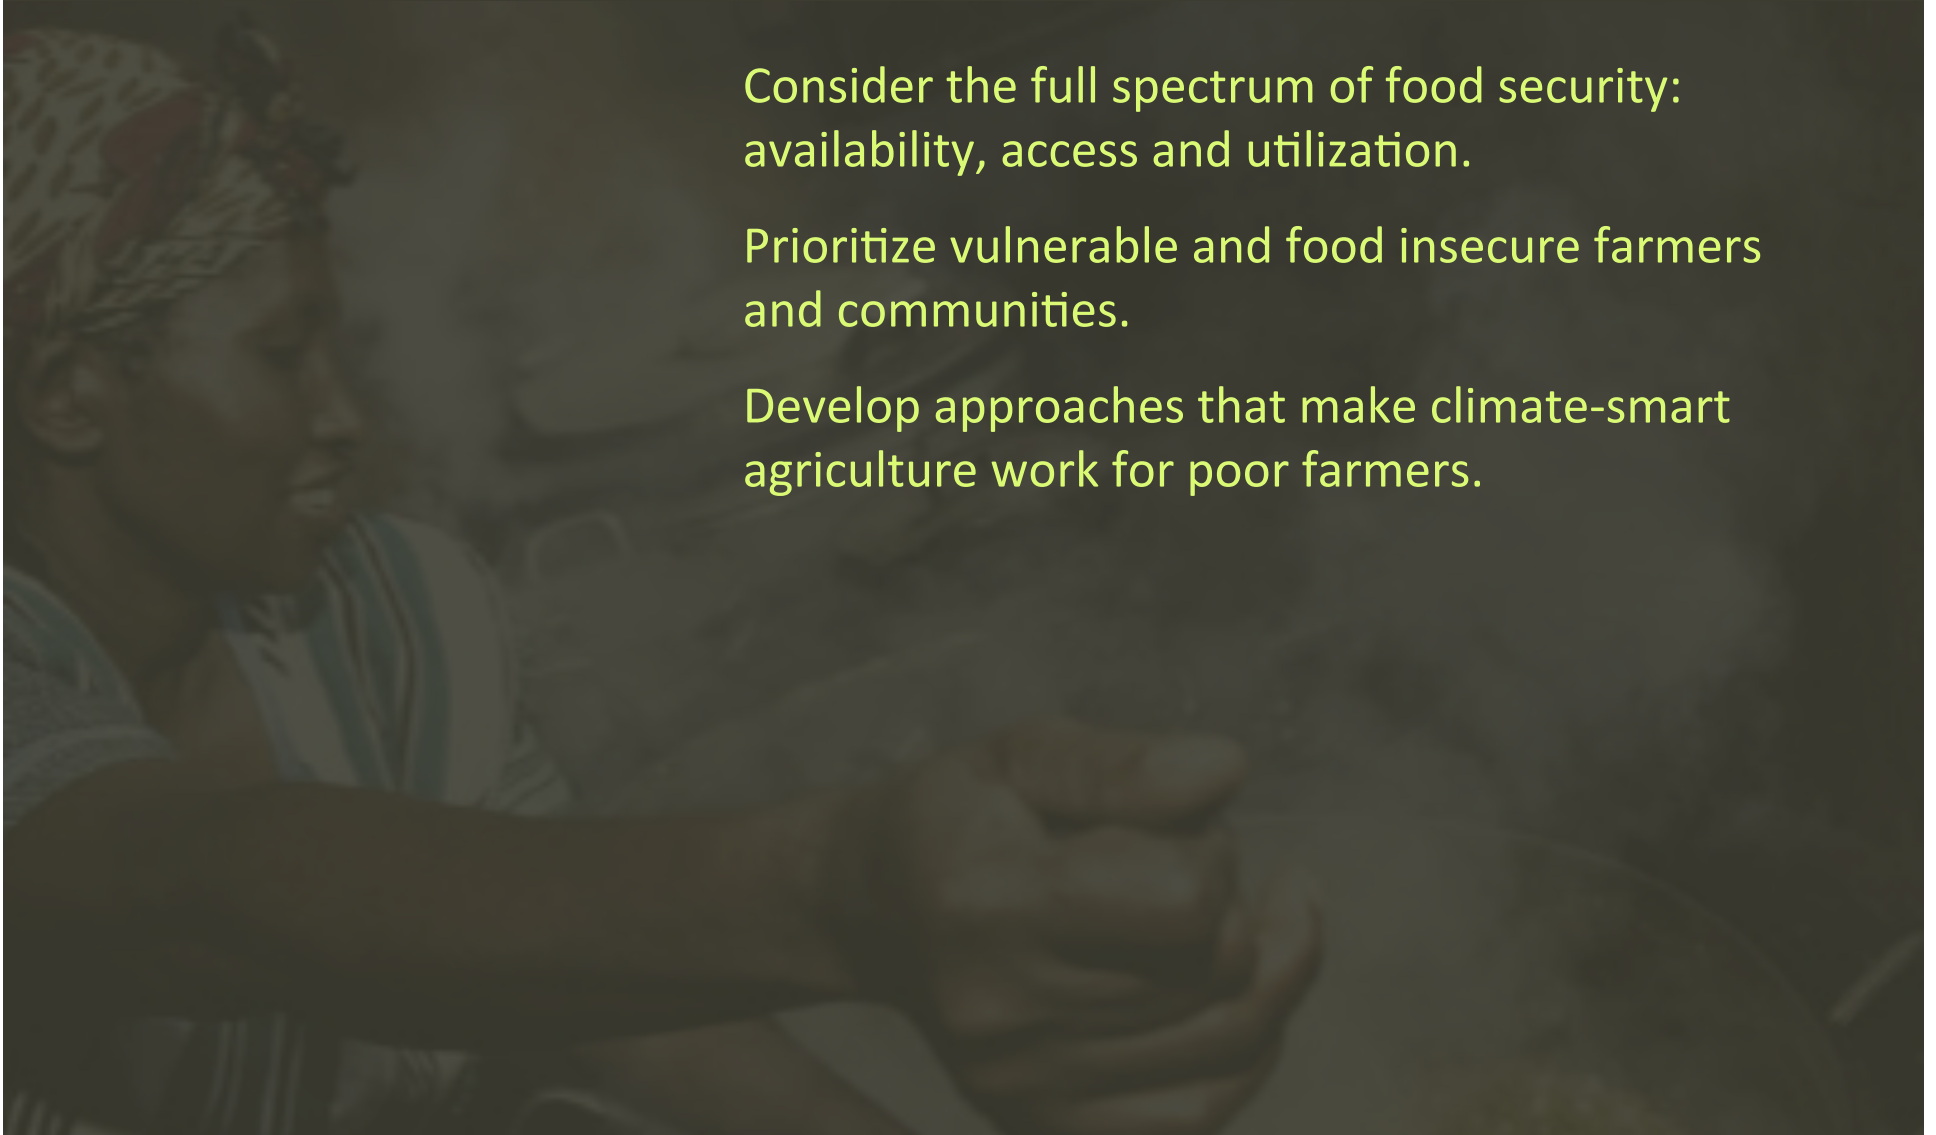 Consider the full spectrum of food security:
availability, access and utilization.
Prioritize vulnerable and food insecure farmers
and communities.
Develop approaches that make climate-smart
agriculture work for poor farmers.